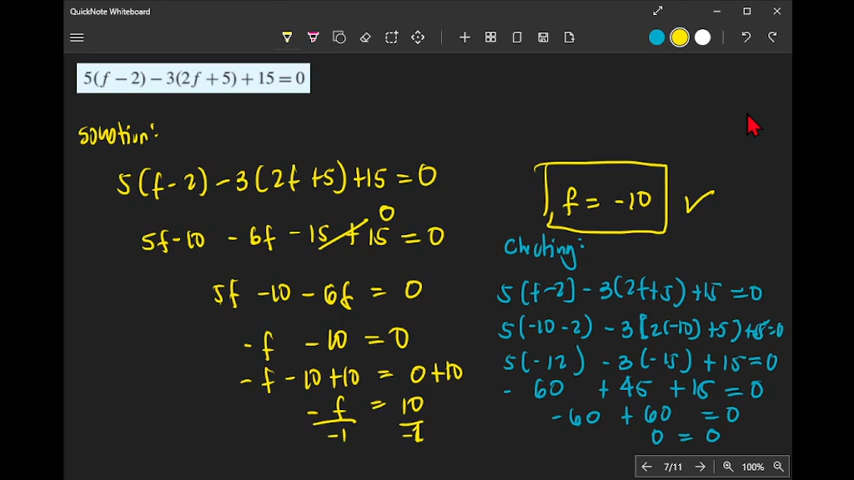 QuickNote Whiteboard
5(f − 2) − 3(2f + 5) + 15 = 0
Solution:
5(f-2) -3(2f+5)+15=0
5f-10 -6f -15+15=0
0
5f -10 -6f = 0
-f -10 = 0
-f -10+10 = 0+10
-f = 10
-1 -1
f = -10 ✓
Checking:
5(f-2] -3(2f+5)+15=0
5(-10-2) -3[2(-10)+5)+15=0
5(-12) -3(-15)+15=0
-60 +45 +15=0
-60 + 60 =0
0 = 0
7/11
100%